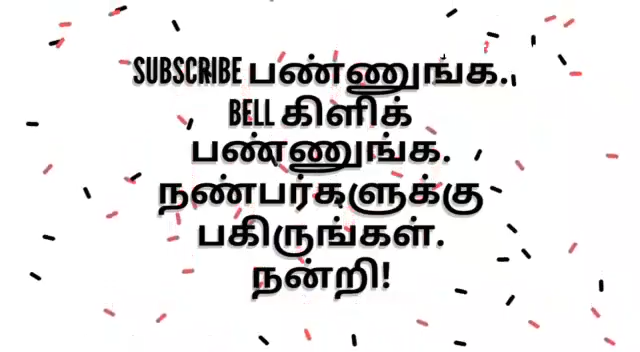 SUBSCRIBE பண்ணுங்க.
BELL கிளிக்
பண்ணுங்க.
நண்பர்களுக்கு
பகிருங்கள்.
நன்றி!